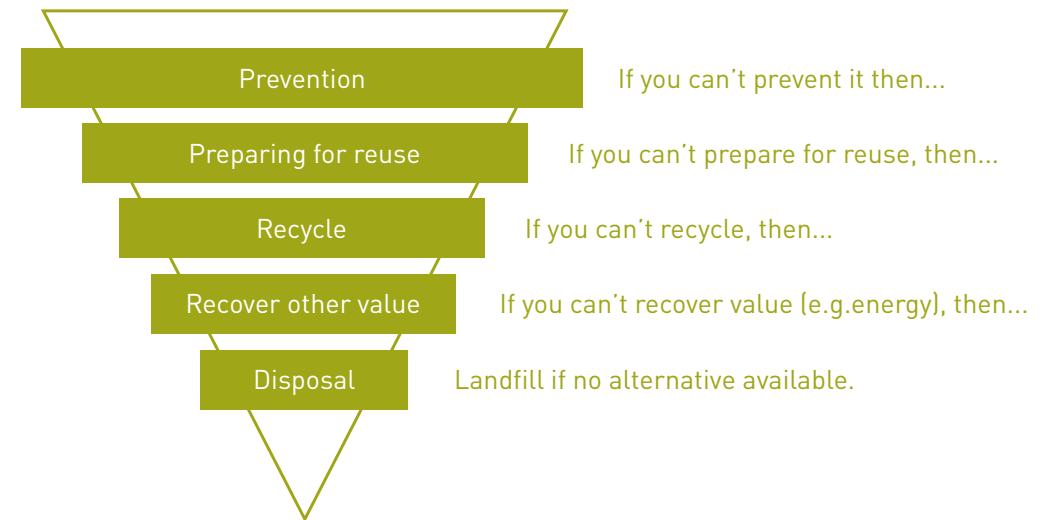 Prevention
If you can't prevent it then...
Preparing for reuse
If you can't prepare for reuse, then...
Recycle
If you can't recycle, then...
Recover other value
If you can't recover value (e.g.energy), then...
Disposal
Landfill if no alternative available.